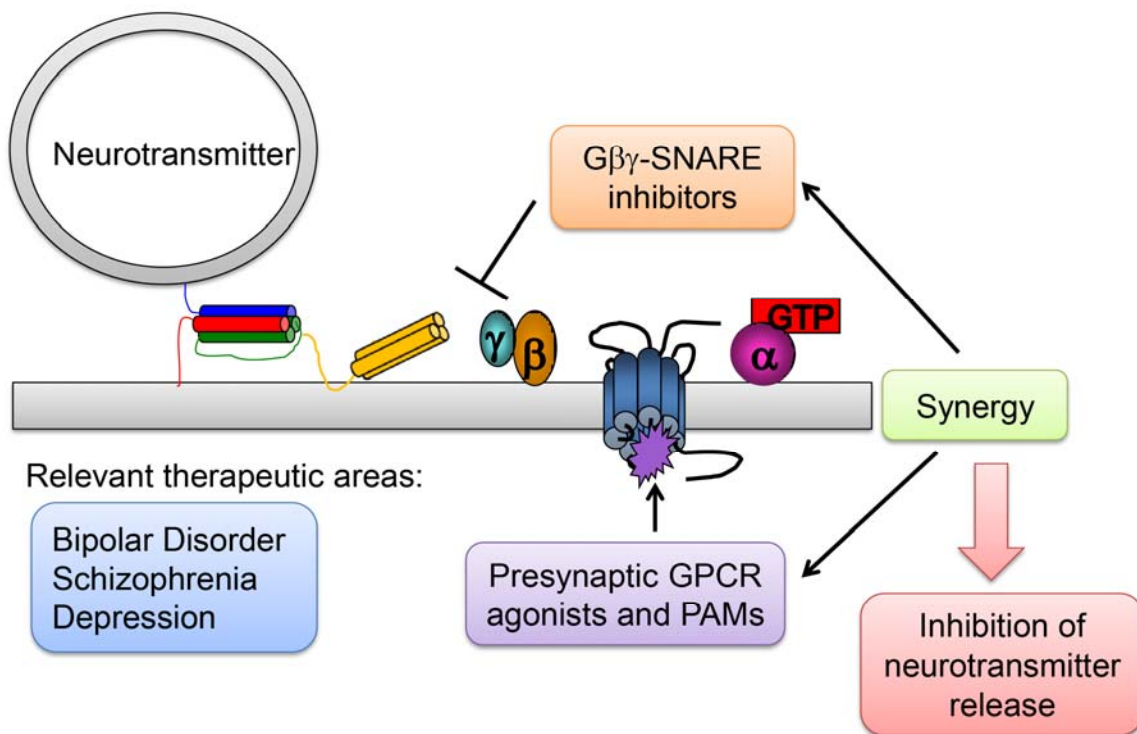 Neurotransmitter
Gβγ-SNARE
inhibitors
γ
β
GTP
α
Synergy
Relevant therapeutic areas:
Bipolar Disorder
Schizophrenia
Depression
Presynaptic GPCR
agonists and PAMs
Inhibition of
neurotransmitter
release